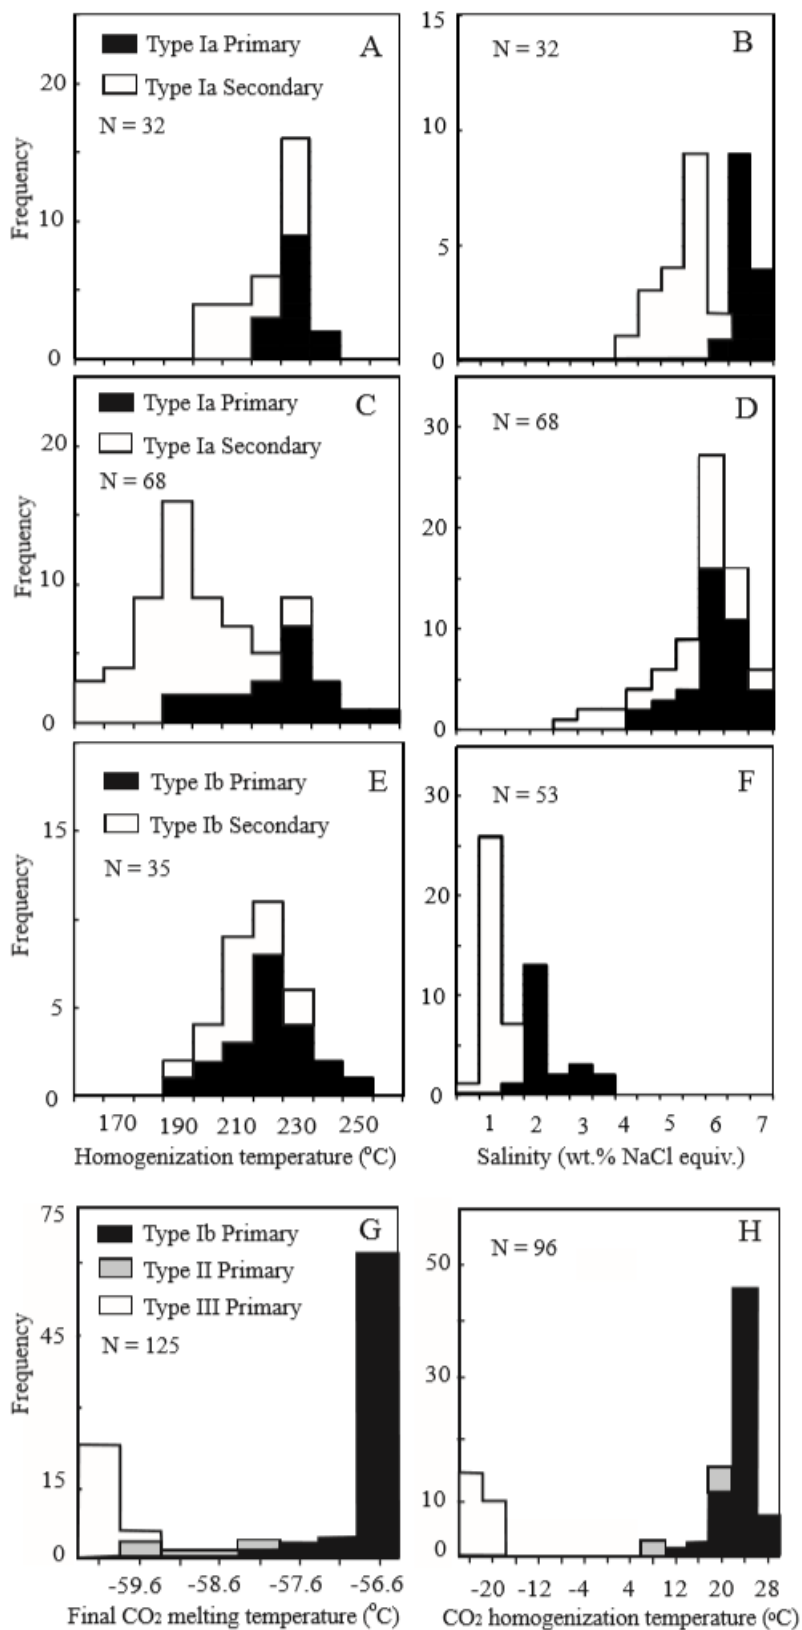 Type Ia Primary
A
Type Ia Secondary
N = 32
20
10
0
Frequency
15
N = 32
B
10
5
0
Type Ia Primary
C
Type Ia Secondary
N = 68
20
10
0
Frequency
N = 68
D
30
20
10
0
Type Ib Primary
E
Type Ib Secondary
N = 35
15
5
0
Frequency
170 190 210 230 250
Homogenization temperature (°C)
N = 53
F
30
20
10
0
1 2 3 4 5 6 7
Salinity (wt.% NaCl equiv.)
75
Type Ib Primary
G
Type II Primary
Type III Primary
N = 125
45
15
0
Frequency
-59.6 -58.6 -57.6 -56.6
Final CO2 melting temperature (°C)
N = 96
H
50
30
10
0
-20 -12 -4 4 12 20 28
CO2 homogenization temperature (°C)